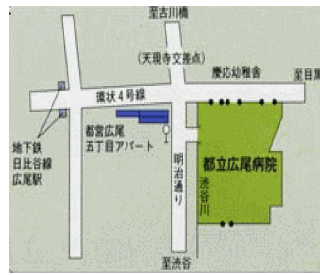 至古川橋
(天現寺交差点)
慶応幼稚舎
至目黒
環状4号線
地下鉄
日比谷線
広尾駅
都営広尾
五丁目アパート
都立広尾病院
明治通り
渋谷川
至渋谷